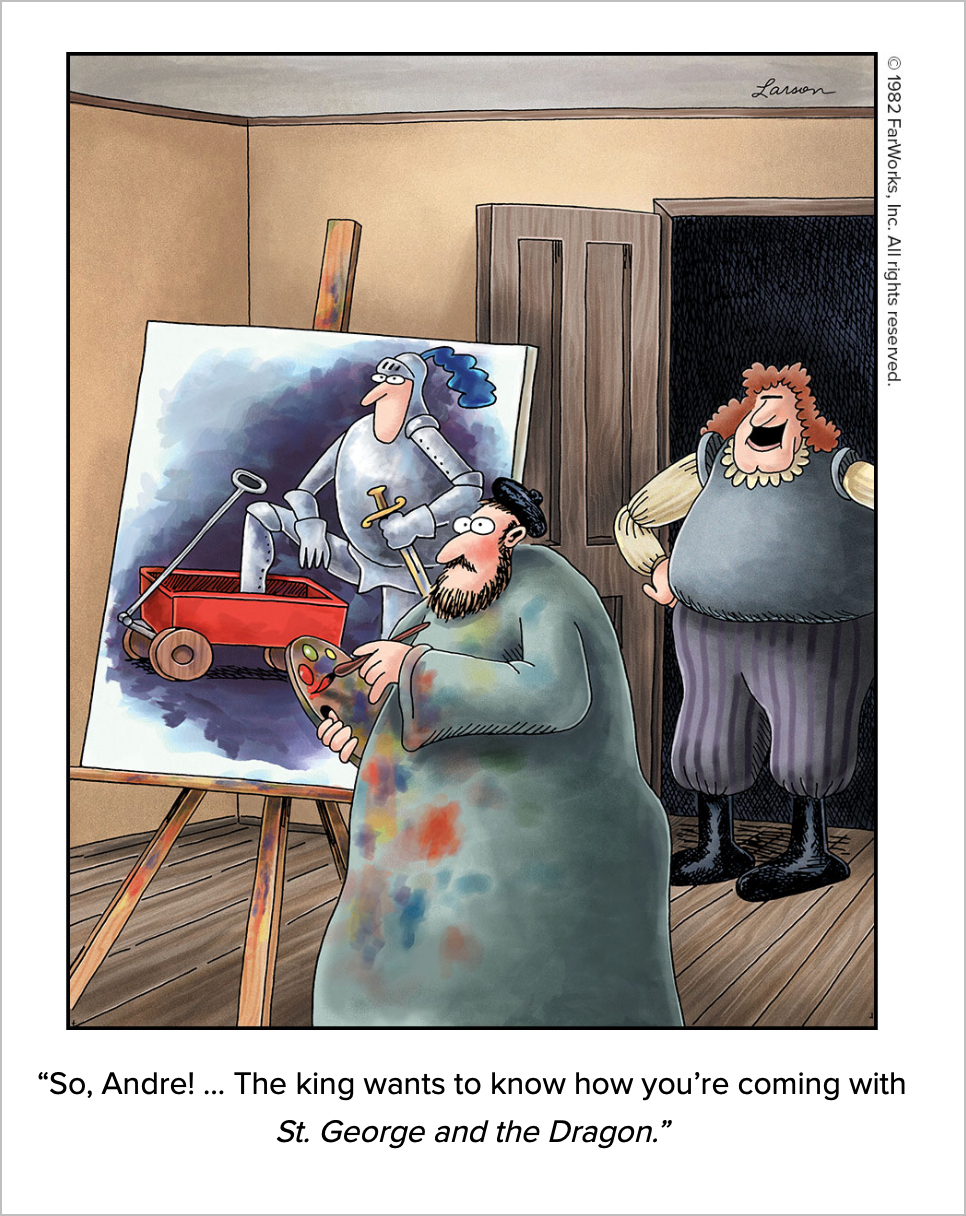 Larson
© 1982 FarWorks, Inc. All rights reserved.
“So, Andre! ... The king wants to know how you’re coming with
St. George and the Dragon.”